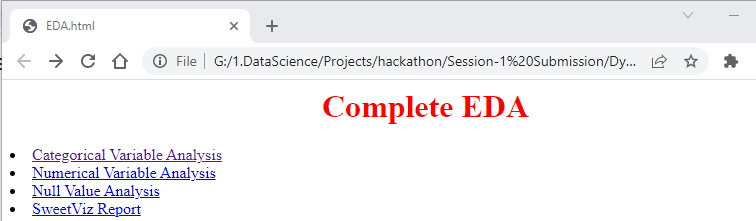 EDA.html
File
G:/1.DataScience/Projects/hackathon/Session-1%20Submission/Dy...
Complete EDA
Categorical Variable Analysis
Numerical Variable Analysis
Null Value Analysis
SweetViz Report